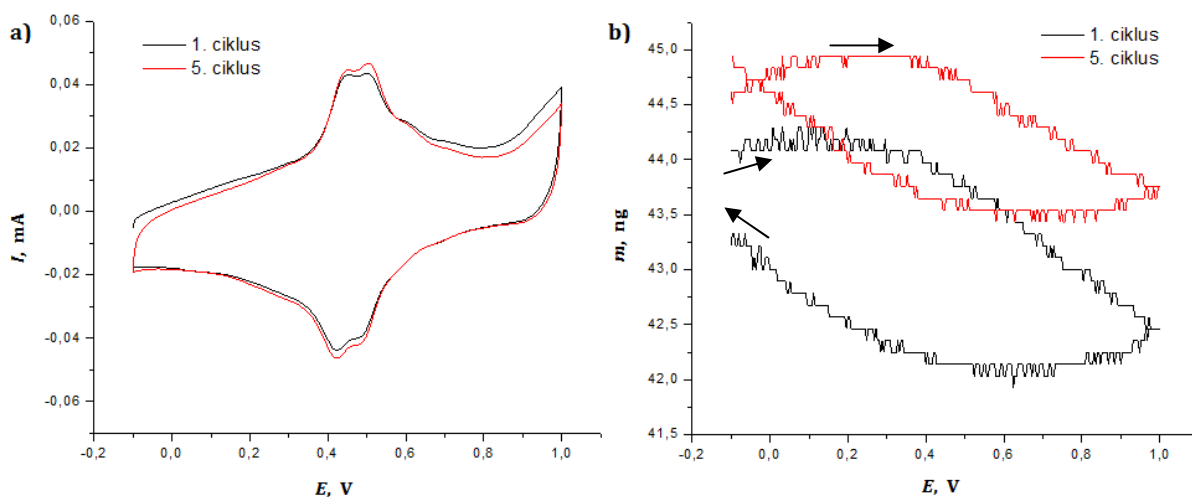 a)
1. ciklus
5. ciklus
0,06
0,04
0,02
0,00
-0,02
-0,04
-0,06
I, mA
-0,2
0,0
0,2
0,4
0,6
0,8
1,0
E, V
b)
1. ciklus
5. ciklus
45,0
44,5
44,0
43,5
43,0
42,5
42,0
41,5
m, ng
-0,2
0,0
0,2
0,4
0,6
0,8
1,0
E, V